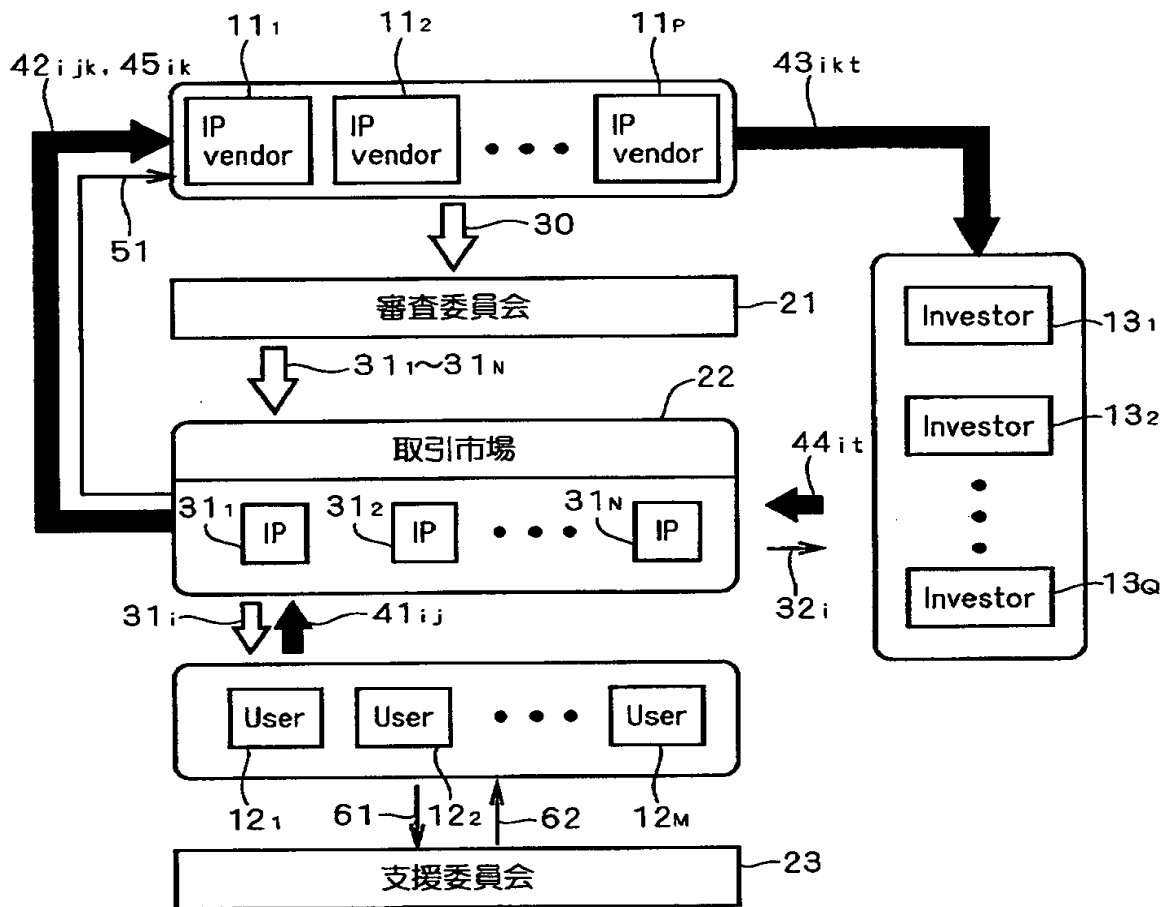 11₁
11₂
11P
42ijk, 45ik
43ikt
IP vendor
IP vendor
• • •
IP vendor
51
30
審査委員会
21
Investor
13₁
31₁～31N
22
取引市場
Investor
13₂
44it
31₁
IP
31₂
IP
• • •
31N
IP
32i
Investor
13Q
31i
41ij
User
User
• • •
User
12₁
61
12₂
62
12M
支援委員会
23